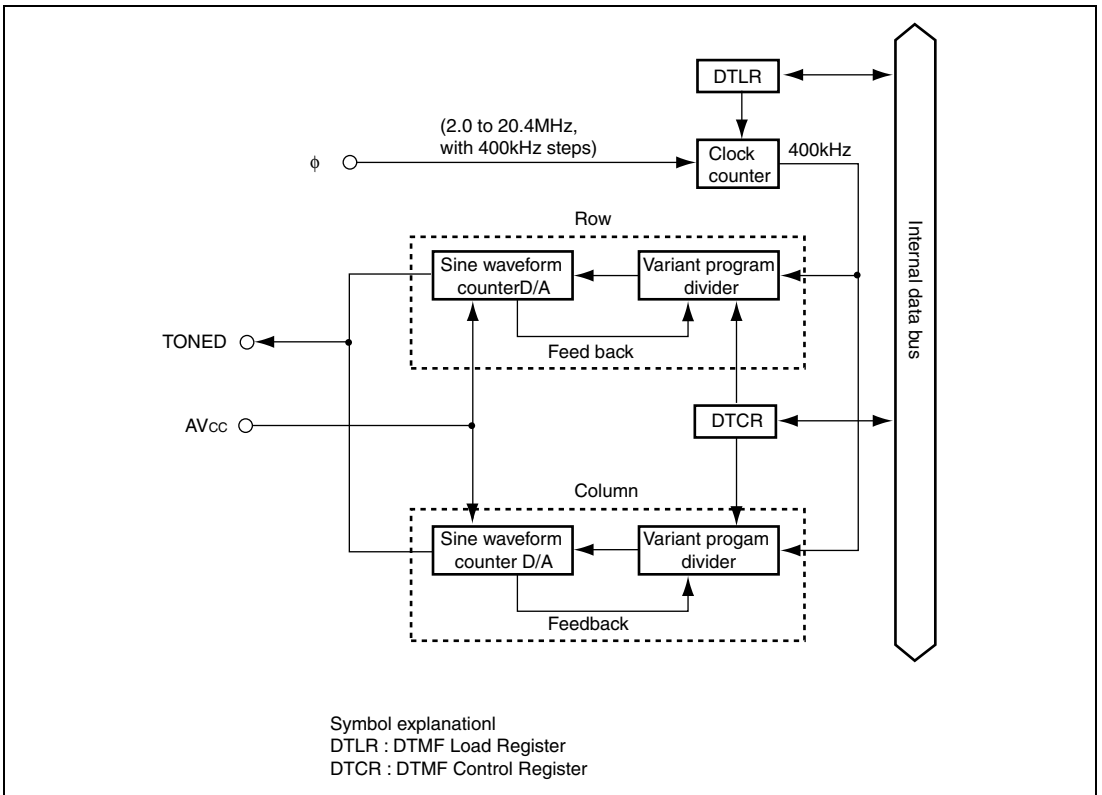 DTLR
(2.0 to 20.4MHz,
with 400kHz steps)
ϕ
Clock
counter
400kHz
Row
Sine waveform
counterD/A
Variant program
divider
Feed back
TONED
AVCC
DTCR
Internal data bus
Column
Sine waveform
counter D/A
Variant progam
divider
Feedback
Symbol explanationl
DTLR : DTMF Load Register
DTCR : DTMF Control Register